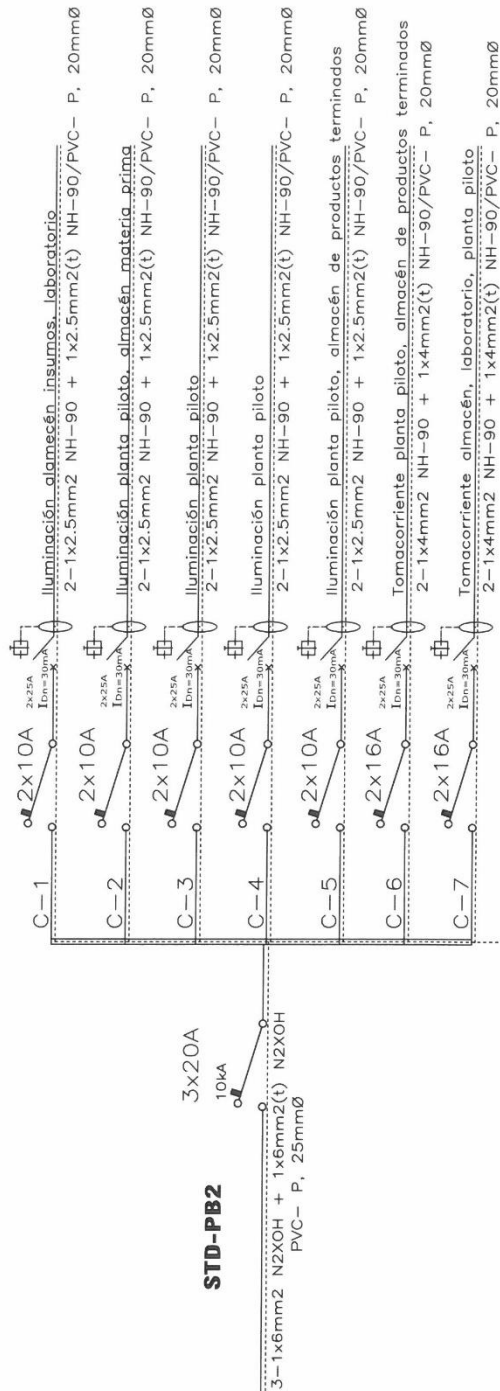 STD-PB2
3-1x6mm2 N2XOH + 1x6mm2(t) N2XOH
PVC- P, 25mmØ
3x20A
10kA
C-1
2x10A
2x25A
IDn=30mA
Iluminación alamecén insumos, laboratorio
2-1x2.5mm2 NH-90 + 1x2.5mm2(t) NH-90/PVC- P, 20mmØ
C-2
2x10A
2x25A
IDn=30mA
Iluminación planta piloto, almacén materia prima
2-1x2.5mm2 NH-90 + 1x2.5mm2(t) NH-90/PVC- P, 20mmØ
C-3
2x10A
2x25A
IDn=30mA
Iluminación planta piloto
2-1x2.5mm2 NH-90 + 1x2.5mm2(t) NH-90/PVC- P, 20mmØ
C-4
2x10A
2x25A
IDn=30mA
Iluminación planta piloto
2-1x2.5mm2 NH-90 + 1x2.5mm2(t) NH-90/PVC- P, 20mmØ
C-5
2x10A
2x25A
IDn=30mA
Iluminación planta piloto, almacén de productos terminados
2-1x2.5mm2 NH-90 + 1x2.5mm2(t) NH-90/PVC- P, 20mmØ
C-6
2x16A
2x25A
IDn=30mA
Tomacorriente planta piloto, almacén de productos terminados
2-1x4mm2 NH-90 + 1x4mm2(t) NH-90/PVC- P, 20mmØ
C-7
2x16A
2x25A
IDn=30mA
Tomacorriente almacén, laboratorio, planta piloto
2-1x4mm2 NH-90 + 1x4mm2(t) NH-90/PVC- P, 20mmØ